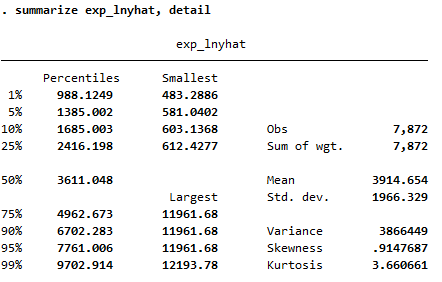 . summarize exp_lnyhat, detail
exp_lnyhat
Percentiles Smallest
1% 988.1249 483.2886
5% 1385.002 581.0402
10% 1685.003 603.1368 Obs 7,872
25% 2416.198 612.4277 Sum of wgt. 7,872
50% 3611.048 Mean 3914.654
Largest Std. dev. 1966.329
75% 4962.673 11961.68
90% 6702.283 11961.68 Variance 3866449
95% 7761.006 11961.68 Skewness .9147687
99% 9702.914 12193.78 Kurtosis 3.660661